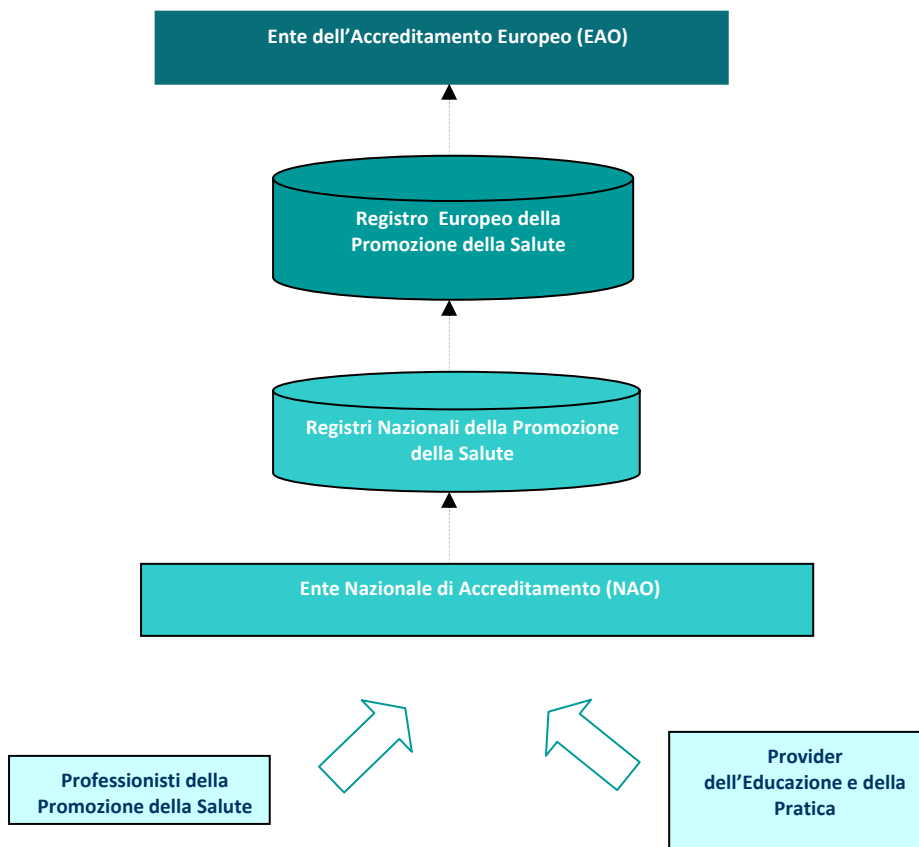 Ente dell’Accreditamento Europeo (EAO)
Registro Europeo della
Promozione della Salute
Registri Nazionali della Promozione
della Salute
Ente Nazionale di Accreditamento (NAO)
Professionisti della
Promozione della Salute
Provider
dell’Educazione e della
Pratica